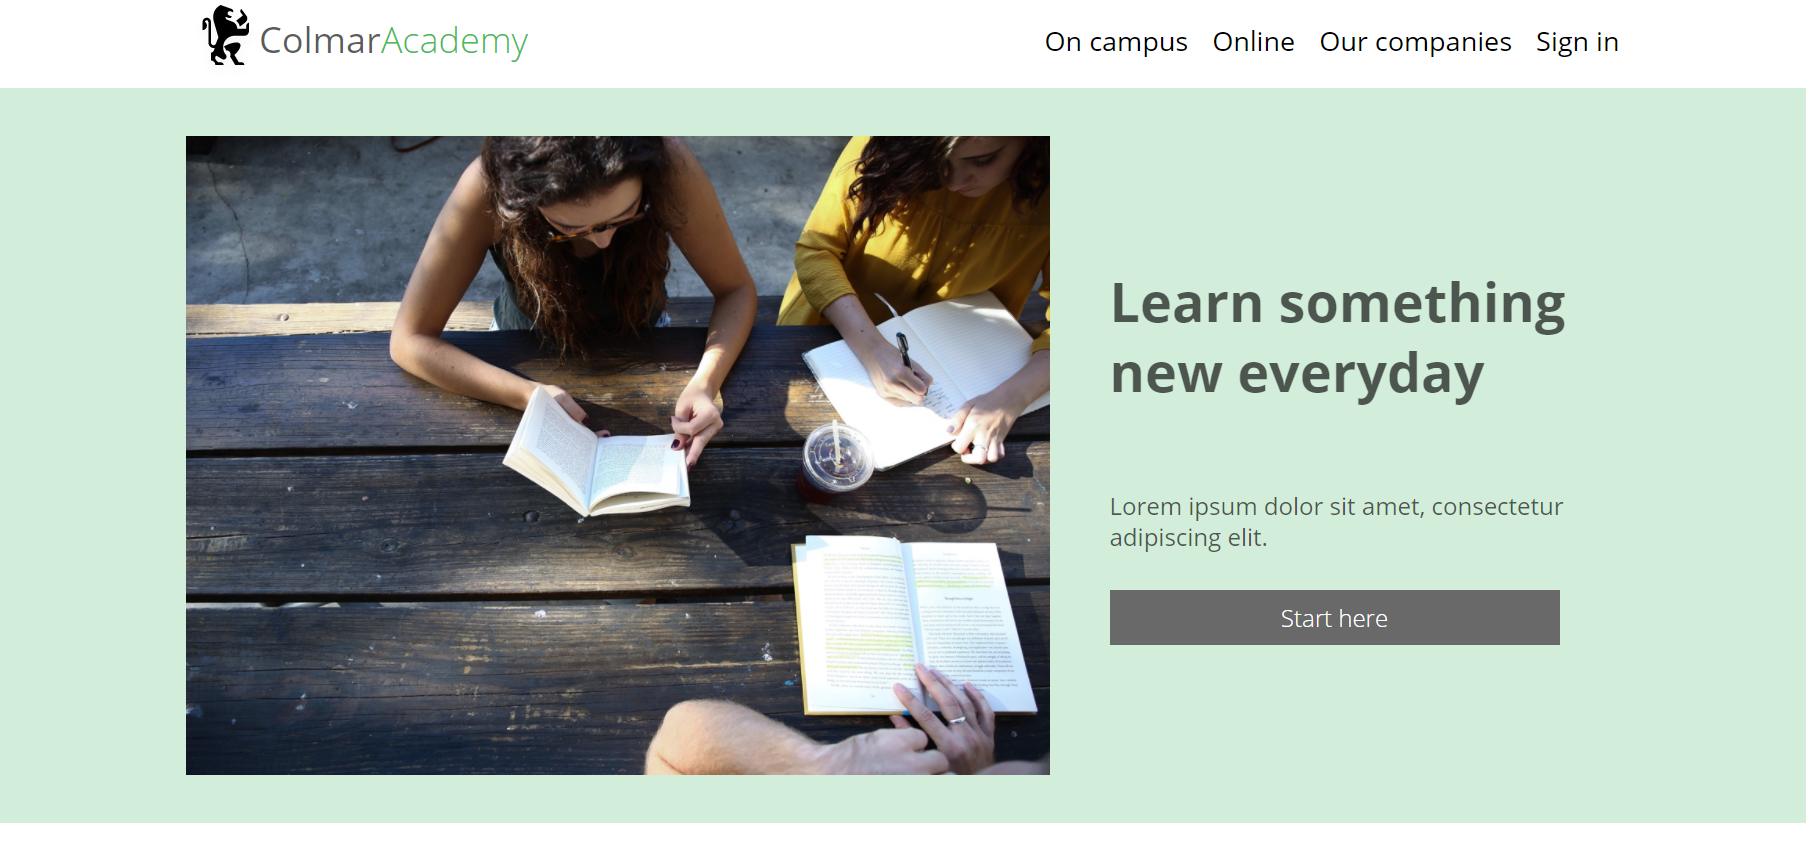 ColmarAcademy
On campus Online Our companies Sign in
Learn something
new everyday
Lorem ipsum dolor sit amet, consectetur
adipiscing elit.
Start here